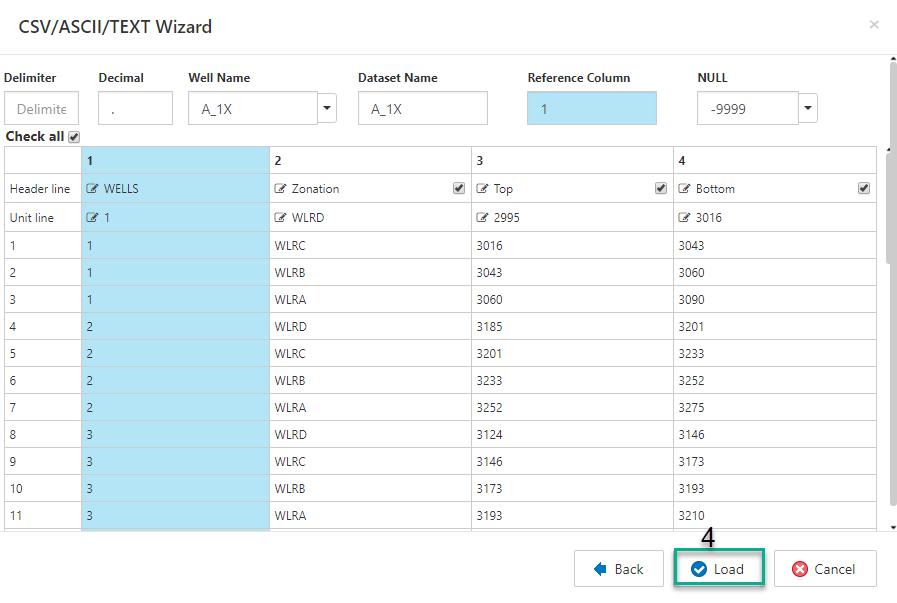 CSV/ASCII/TEXT Wizard ×
Delimiter Decimal Well Name Dataset Name Reference Column NULL
Delimite . A_1X A_1X 1 -9999
Check all
1 2 3 4
Header line WELLS Zonation Top Bottom
Unit line 1 WLRD 2995 3016
1 1 WLRC 3016 3043
2 1 WLRB 3043 3060
3 1 WLRA 3060 3090
4 2 WLRD 3185 3201
5 2 WLRC 3201 3233
6 2 WLRB 3233 3252
7 2 WLRA 3252 3275
8 3 WLRD 3124 3146
9 3 WLRC 3146 3173
10 3 WLRB 3173 3193
11 3 WLRA 3193 3210
4
Back Load Cancel